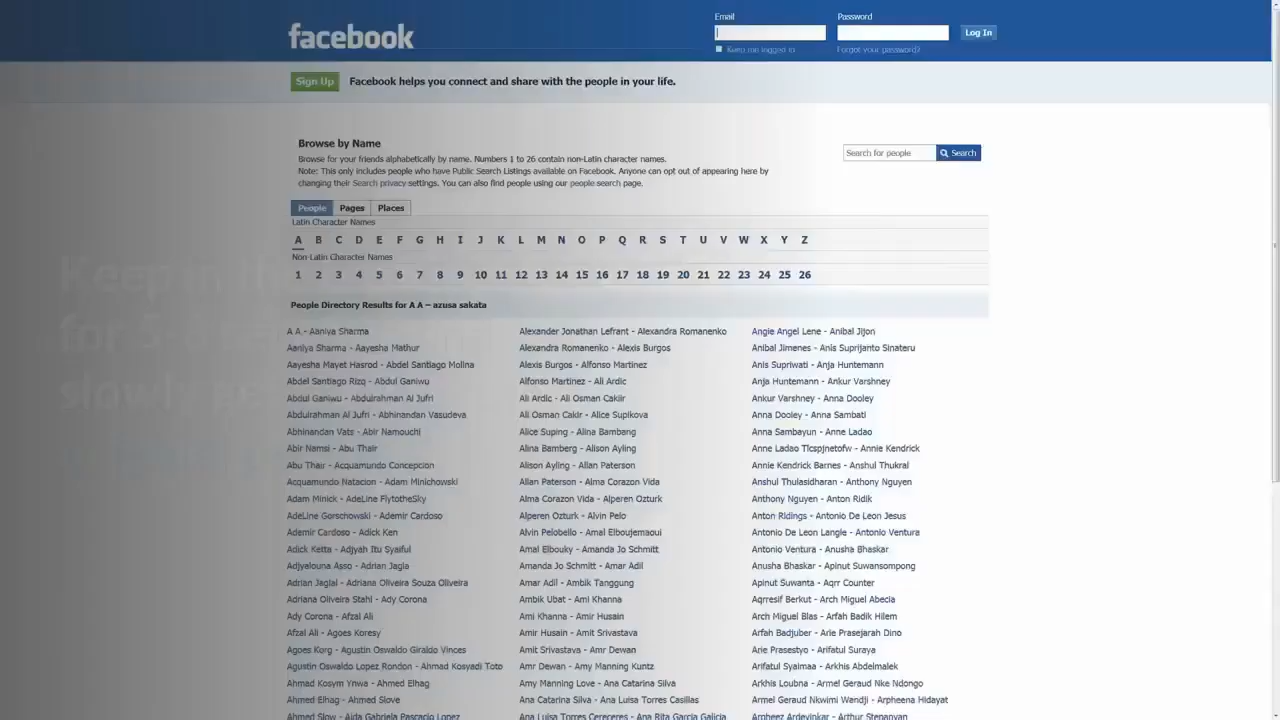 facebook
Email
Password
Log In
Keep me logged in
Forgot your password?
Sign Up
Facebook helps you connect and share with the people in your life.
Browse by Name
Browse for your friends alphabetically by name. Numbers 1 to 26 contain non-Latin character names.
Note: This only includes people who have Public Search Listings available on Facebook. Anyone can opt out of appearing here by
changing their Search privacy settings. You can also find people using our people search page.
Search for people
Search
People Pages Places
Latin Character Names
A B C D E F G H I J K L M N O P Q R S T U V W X Y Z
Non-Latin Character Names
1 2 3 4 5 6 7 8 9 10 11 12 13 14 15 16 17 18 19 20 21 22 23 24 25 26
People Directory Results for A A – azusa sakata
A A - Aaniya Sharma
Aaniya Sharma - Aayesha Mathur
Aayesha Mayet Hasrod - Abdel Santiago Molina
Abdel Santiago Rizq - Abdul Ganiwu
Abdul Ganiwu - Abdulrahman Al Jufri
Abdulrahman Al Jufri - Abhinandan Vasudeva
Abhinandan Vats - Abir Namouchi
Abir Namsi - Abu Thair
Abu Thair - Acquamundo Concepcion
Acquamundo Natacion - Adam Minichowski
Adam Minick - AdeLine FlytotheSky
AdeLine Gorschowski - Ademir Cardoso
Ademir Cardoso - Adick Ken
Adick Ketta - Adjyah Itu Syaiful
Adjyalouna Asso - Adrian Jagla
Adrian Jaglal - Adriana Oliveira Souza Oliveira
Adriana Oliveira Stahl - Ady Corona
Ady Corona - Afzal Ali
Afzal Ali - Agoes Koresy
Agoes Korg - Agustin Oswaldo Giraldo Vinces
Agustin Oswaldo Lopez Rondon - Ahmad Kosyadi Toto
Ahmad Kosym Ynwa - Ahmed Elhag
Ahmed Elhag - Ahmed Slove
Ahmed Slow - Aida Gabriela Pascacio Lopez
Alexander Jonathan Lefrant - Alexandra Romanenko
Alexandra Romanenko - Alexis Burgos
Alexis Burgos - Alfonso Martinez
Alfonso Martinez - Ali Ardic
Ali Ardic - Ali Osman Cakiir
Ali Osman Cakir - Alice Supikova
Alice Suping - Alina Bambang
Alina Bamberg - Alison Ayling
Alison Ayling - Allan Paterson
Allan Paterson - Alma Corazon Vida
Alma Corazon Vida - Alperen Ozturk
Alperen Ozturk - Alvin Pelo
Alvin Pelobello - Amal Elboujemaoui
Amal Elbouky - Amanda Jo Schmitt
Amanda Jo Schmitt - Amar Adil
Amar Adil - Ambik Tanggung
Ambik Ubat - Ami Khanna
Ami Khanna - Amir Husain
Amir Husain - Amit Srivastava
Amit Srivastava - Amr Dewan
Amr Dewan - Amy Manning Kuntz
Amy Manning Love - Ana Catarina Silva
Ana Catarina Silva - Ana Luisa Torres Casillas
Ana Luisa Torres Cereceres - Ana Rita Garcia Galicia
Angie Angel Lene - Anibal Jijon
Anibal Jimenes - Anis Suprijanto Sinateru
Anis Supriwati - Anja Huntemann
Anja Huntemann - Ankur Varshney
Ankur Varshney - Anna Dooley
Anna Dooley - Anna Sambati
Anna Sambayun - Anne Ladao
Anne Ladao Tlcspjnetofw - Annie Kendrick
Annie Kendrick Barnes - Anshul Thukral
Anshul Thulasidharan - Anthony Nguyen
Anthony Nguyen - Anton Ridik
Anton Ridings - Antonio De Leon Jesus
Antonio De Leon Langle - Antonio Ventura
Antonio Ventura - Anusha Bhaskar
Anusha Bhaskar - Apinut Suwansompong
Apinut Suwanta - Aqrr Counter
Aqrresif Berkut - Arch Miguel Abecia
Arch Miguel Blas - Arfah Badik Hilem
Arfah Badjuber - Arie Prasejarah Dino
Arie Prasestyo - Arifatul Suraya
Arifatul Syaimaa - Arkhis Abdelmalek
Arkhis Loubna - Armel Geraud Nke Ndongo
Armel Geraud Nkwimi Wandji - Arpheena Hidayat
Arpheez Ardevinkar - Arthur Stepanyan